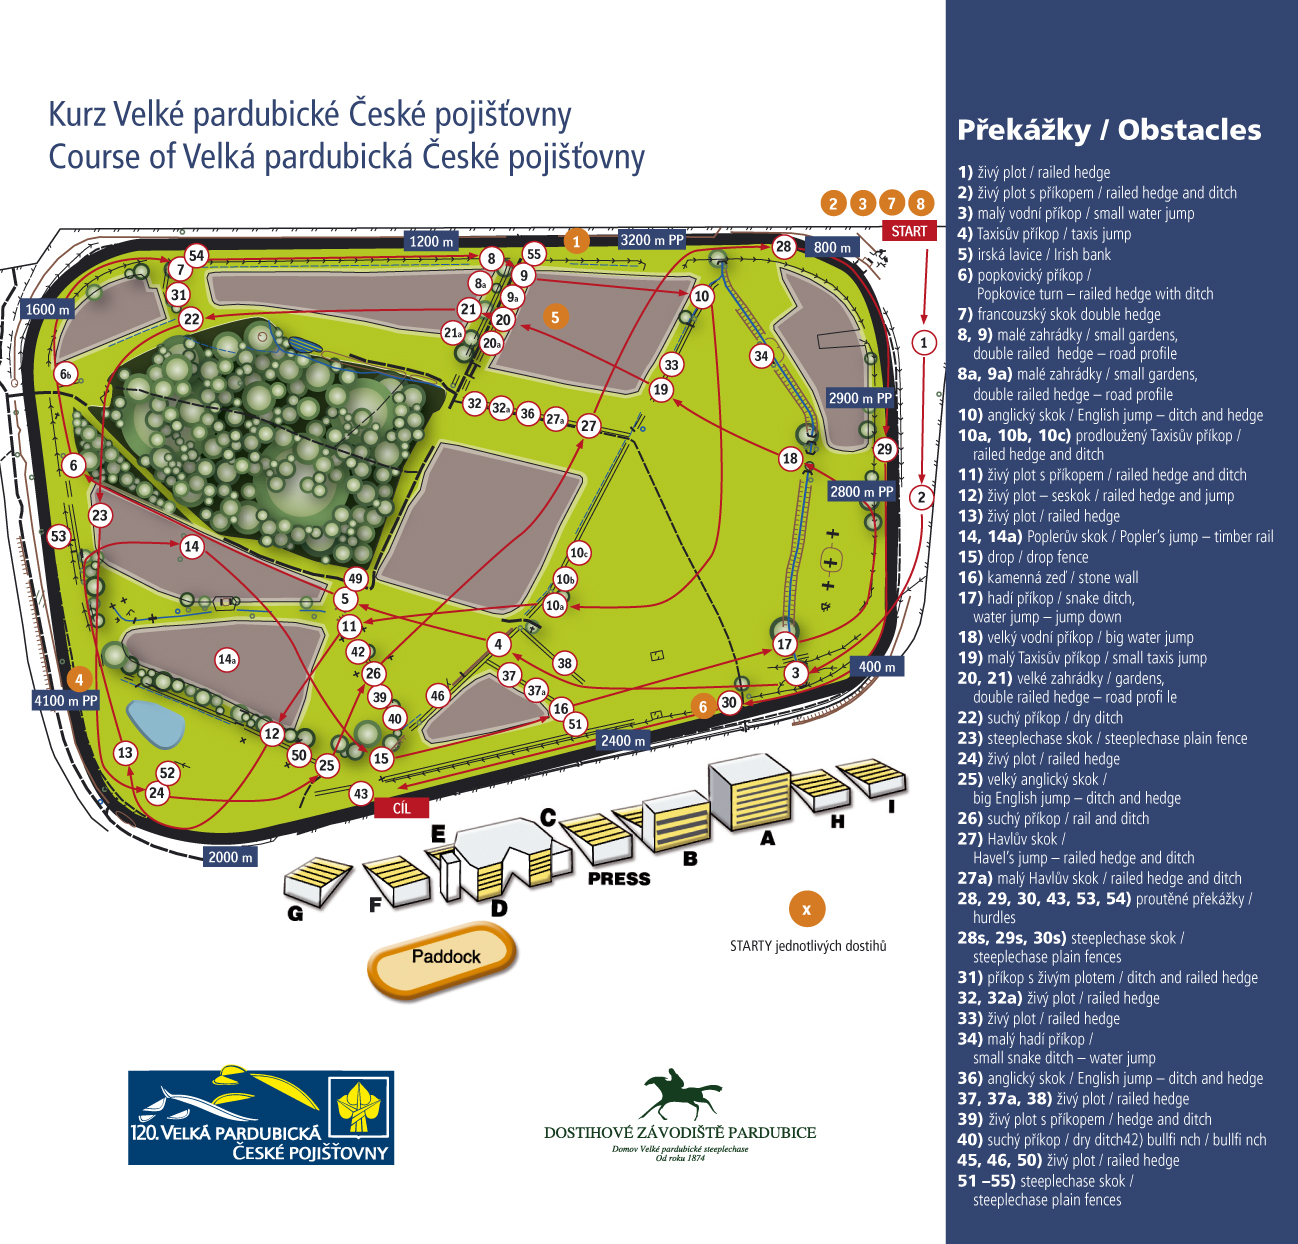 Kurz Velké pardubické České pojišťovny
Course of Velká pardubická České pojišťovny
2 3 7 8
START
1200 m
1
3200 m PP
28
800 m
54
7
8
55
9
31
8a
9a
10
1600 m
22
21
20
5
21a
20a
1
34
33
6b
19
2900 m PP
32
32a
36
27a
27
29
18
6
2800 m PP
2
23
53
14
10c
49
10b
5
10a
11
4
17
42
14a
38
400 m
26
37
3
4
4100 m PP
46
39
37a
6
30
40
16
51
12
2400 m
13
50
15
25
52
24
43
CÍL
2000 m
E
C
I
H
A
B
PRESS
D
F
G
x
STARTY jednotlivých dostihů
Paddock
120. VELKÁ PARDUBICKÁ
ČESKÉ POJIŠŤOVNY
DOSTIHOVÉ ZÁVODIŠTĚ PARDUBICE
Domov Velké pardubické steeplechase
Od roku 1874
Překážky / Obstacles
1) živý plot / railed hedge
2) živý plot s příkopem / railed hedge and ditch
3) malý vodní příkop / small water jump
4) Taxisův příkop / taxis jump
5) irská lavice / Irish bank
6) popkovický příkop /
Popkovice turn – railed hedge with ditch
7) francouzský skok double hedge
8, 9) malé zahrádky / small gardens,
double railed hedge – road profile
8a, 9a) malé zahrádky / small gardens,
double railed hedge – road profile
10) anglický skok / English jump – ditch and hedge
10a, 10b, 10c) prodloužený Taxisův příkop /
railed hedge and ditch
11) živý plot s příkopem / railed hedge and ditch
12) živý plot – seskok / railed hedge and jump
13) živý plot / railed hedge
14, 14a) Poplerův skok / Popler's jump – timber rail
15) drop / drop fence
16) kamenná zeď / stone wall
17) hadí příkop / snake ditch,
water jump – jump down
18) velký vodní příkop / big water jump
19) malý Taxisův příkop / small taxis jump
20, 21) velké zahrádky / gardens,
double railed hedge – road profi le
22) suchý příkop / dry ditch
23) steeplechase skok / steeplechase plain fence
24) živý plot / railed hedge
25) velký anglický skok /
big English jump – ditch and hedge
26) suchý příkop / rail and ditch
27) Havlův skok /
Havel's jump – railed hedge and ditch
27a) malý Havlův skok / railed hedge and ditch
28, 29, 30, 43, 53, 54) proutěné překážky /
hurdles
28s, 29s, 30s) steeplechase skok /
steeplechase plain fences
31) příkop s živým plotem / ditch and railed hedge
32, 32a) živý plot / railed hedge
33) živý plot / railed hedge
34) malý hadí příkop /
small snake ditch – water jump
36) anglický skok / English jump – ditch and hedge
37, 37a, 38) živý plot / railed hedge
39) živý plot s příkopem / hedge and ditch
40) suchý příkop / dry ditch42) bullfi nch / bullfi nch
45, 46, 50) živý plot / railed hedge
51 –55) steeplechase skok /
steeplechase plain fences